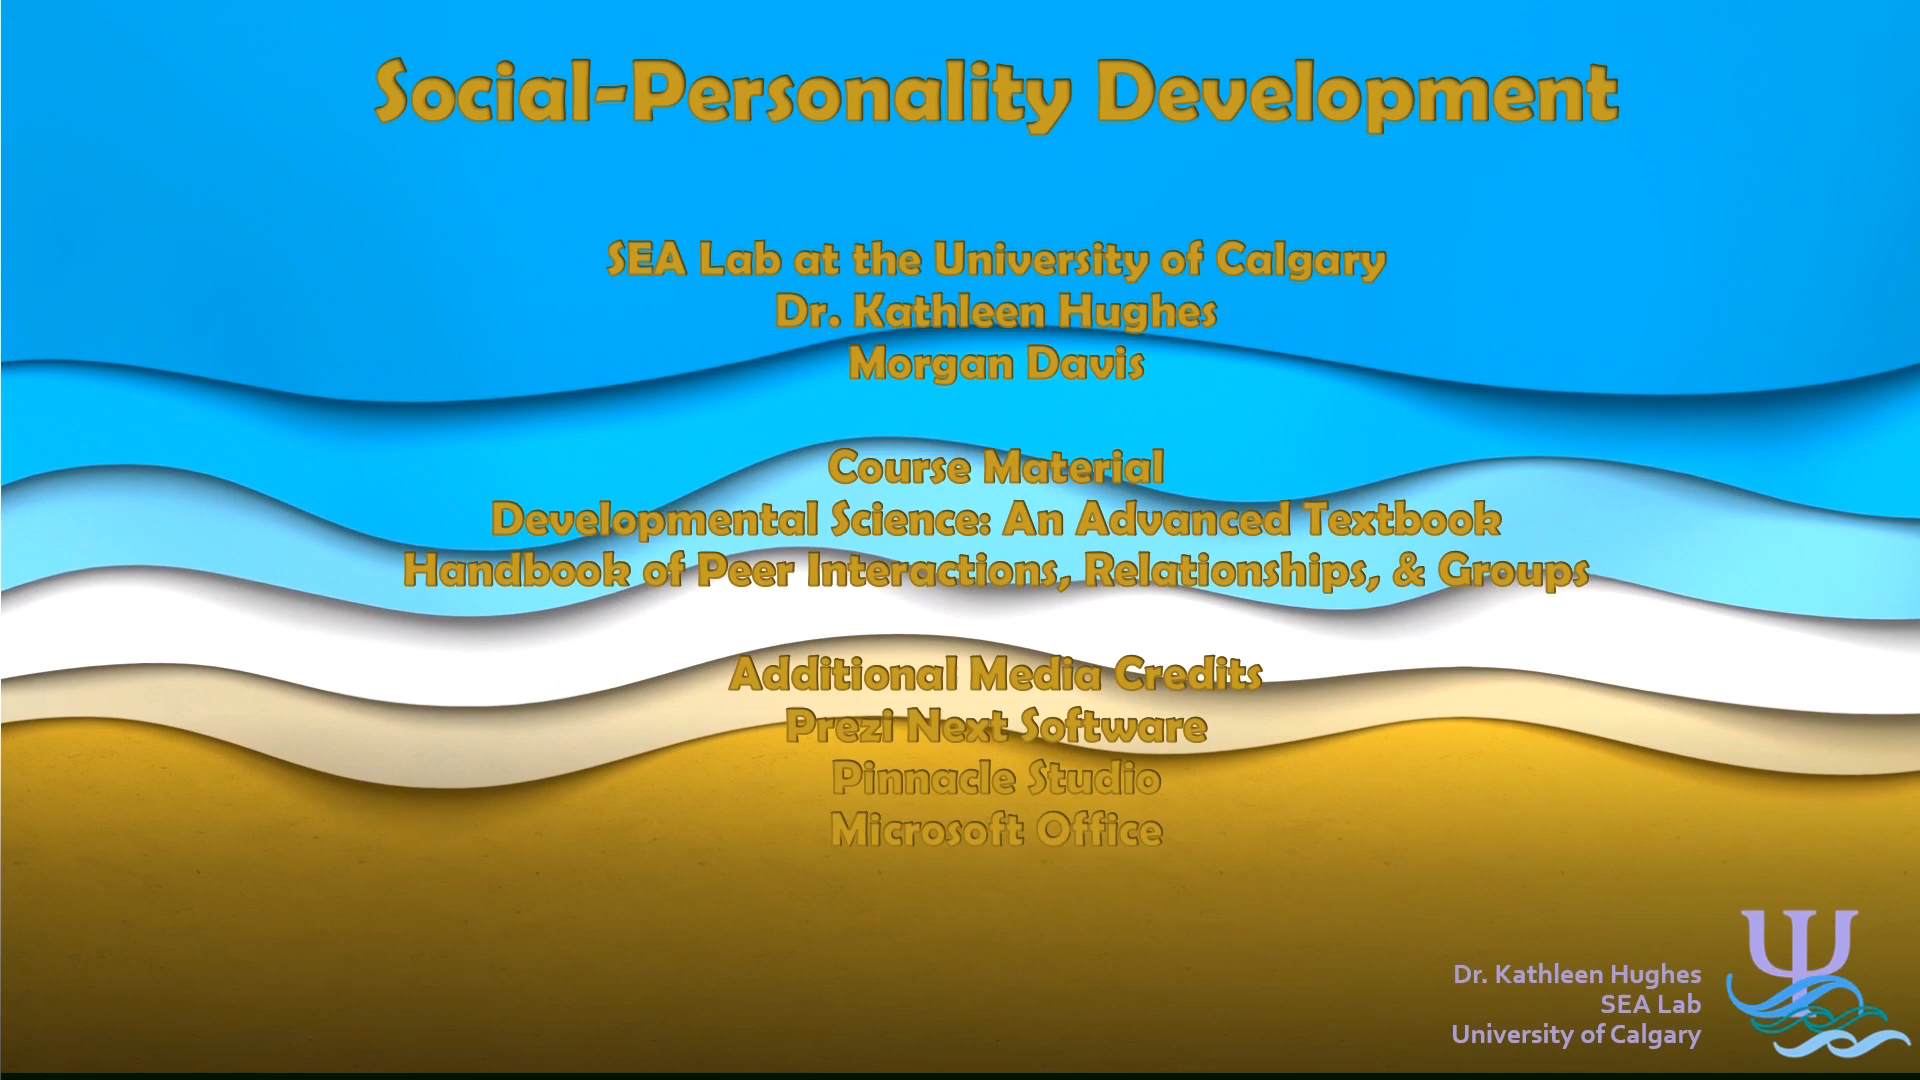 Social-Personality Development
SEA Lab at the University of Calgary
Dr. Kathleen Hughes
Morgan Davis
Course Material
Developmental Science: An Advanced Textbook
Handbook of Peer Interactions, Relationships, & Groups
Additional Media Credits
Prezi Next Software
Pinnacle Studio
Microsoft Office
Dr. Kathleen Hughes
SEA Lab
University of Calgary
Ψ